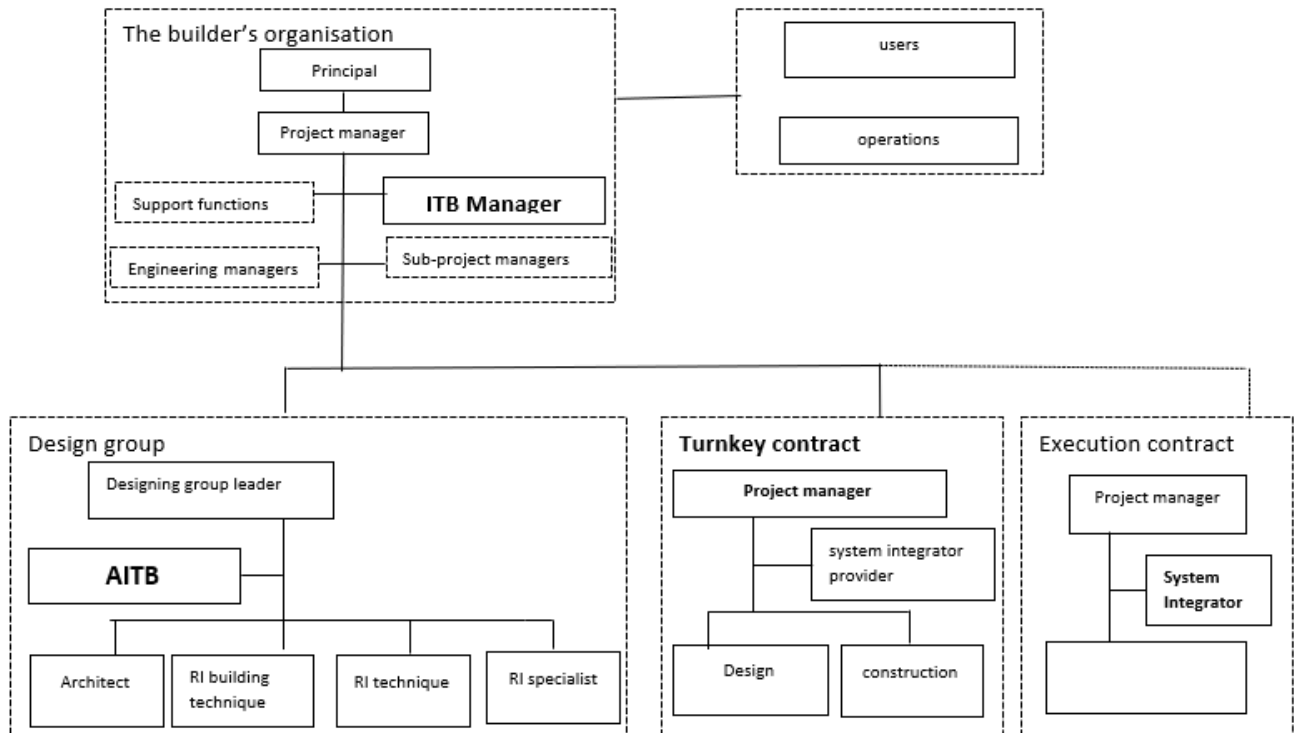 The builder's organisation
Principal
Project manager
Support functions
ITB Manager
Engineering managers
Sub-project managers
users
operations
Design group
Designing group leader
AITB
Architect
RI building
technique
RI technique
RI specialist
Turnkey contract
Project manager
system integrator
provider
Design
construction
Execution contract
Project manager
System
Integrator